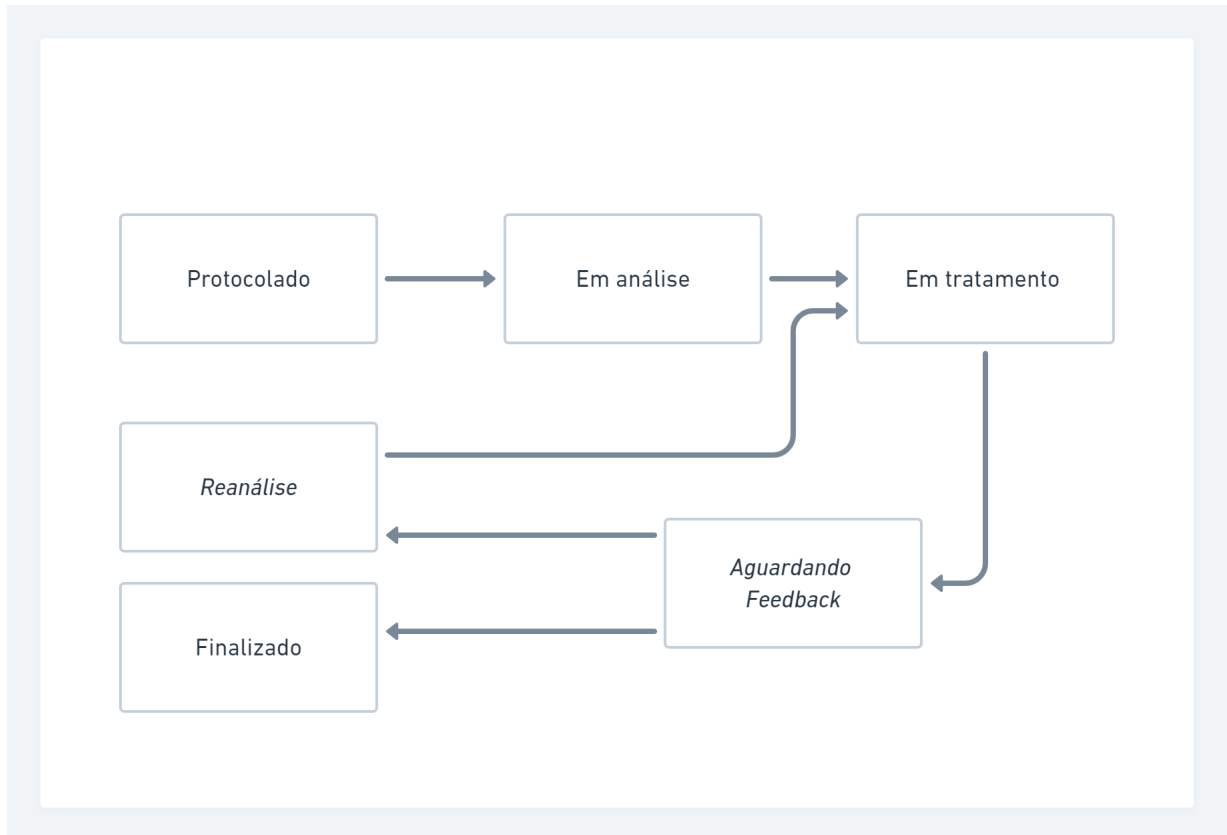 Protocolado
Em análise
Em tratamento
Reanálise
Aguardando
Feedback
Finalizado